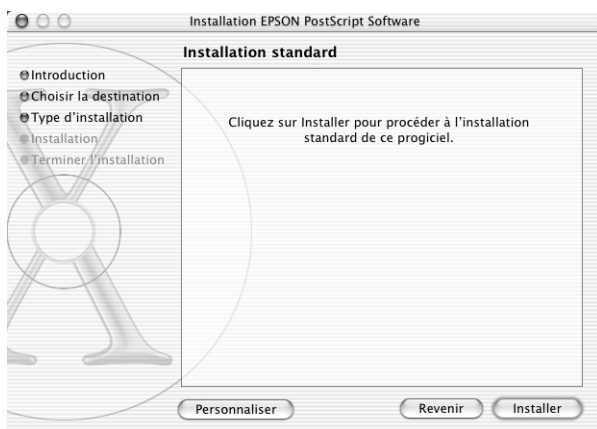 Installation EPSON PostScript Software
Installation standard
Introduction
Choisir la destination
Type d'installation
Installation
Terminer l'installation
Cliquez sur Installer pour procéder à l'installation
standard de ce progiciel.
Personnaliser
Revenir
Installer